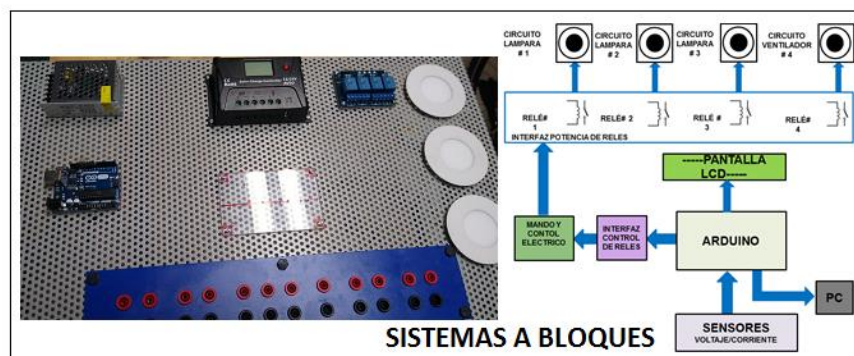 CIRCUITO
LAMPARA
# 1
CIRCUITO
LAMPARA
# 2
CIRCUITO
LAMPARA
# 3
CIRCUITO
VENTILADOR
# 4
RELÉ#
1
RELÉ# 2
RELÉ #
3
RELÉ#
4
INTERFAZ POTENCIA DE RELES
-----PANTALLA
LCD-----
MANDO Y
CONTOL
ELECTRICO
INTERFAZ
CONTROL
DE RELES
ARDUINO
PC
SENSORES
VOLTAJE/CORRIENTE
SISTEMAS A BLOQUES